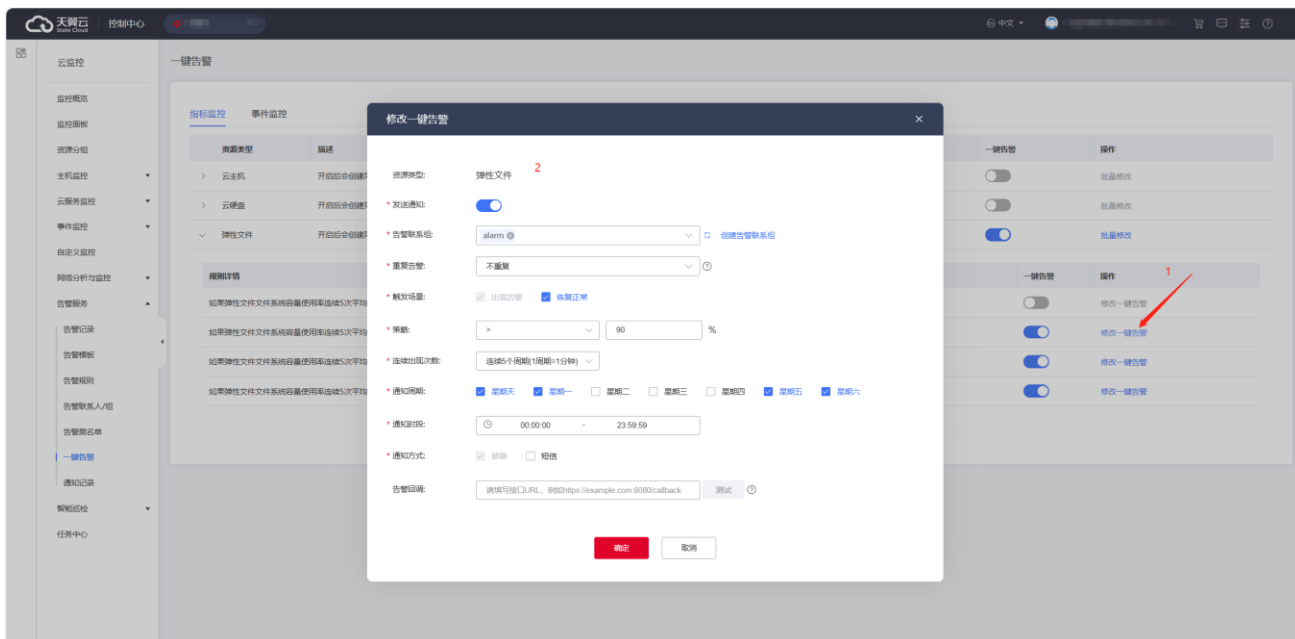 天翼云 控制中心 中文
State Cloud
云监控
监控概览
监控面板
资源分组
主机监控
云服务监控
事件监控
自定义监控
网络分析与监控
告警服务
告警记录
告警模板
告警规则
告警联系人/组
告警黑名单
一键告警
通知记录
智能巡检
任务中心
一键告警
指标监控 事件监控
资源类型 描述 一键告警 操作
云主机 开启后会创建 批量修改
云硬盘 开启后会创建 批量修改
弹性文件 开启后会创建 批量修改
规则详情 一键告警 操作
如果弹性文件文件系统容量使用率连续5次平均 修改一键告警
如果弹性文件文件系统容量使用率连续5次平均 修改一键告警
如果弹性文件文件系统容量使用率连续5次平均 修改一键告警
如果弹性文件文件系统容量使用率连续5次平均 修改一键告警
1
修改一键告警 ×
资源类型: 弹性文件 2
* 发送通知:
* 告警联系组: alarm 创建告警联系组
* 重复告警: 不重复
* 触发场景: 出现告警 恢复正常
* 策略: > 90 %
* 连续出现次数: 连续5个周期(1周期=1分钟)
* 通知周期: 星期天 星期一 星期二 星期三 星期四 星期五 星期六
* 通知时段: 00:00:00 - 23:59:59
* 通知方式: 邮箱 短信
告警回调: 请填写接口URL，例如https://example.com:8080/callback 测试
确定 取消